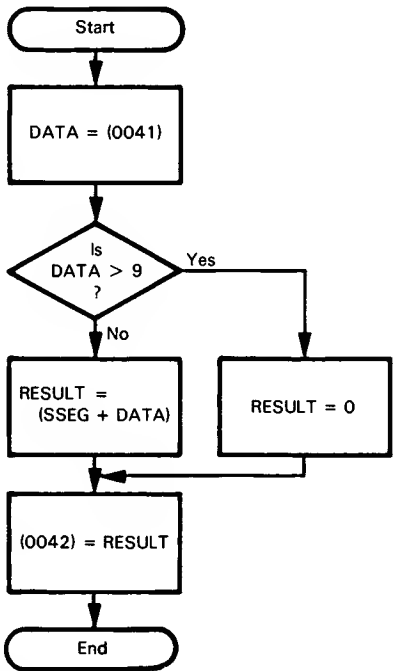 Start
DATA = (0041)
Is
DATA > 9
?
Yes
No
RESULT =
(SSEG + DATA)
RESULT = 0
(0042) = RESULT
End